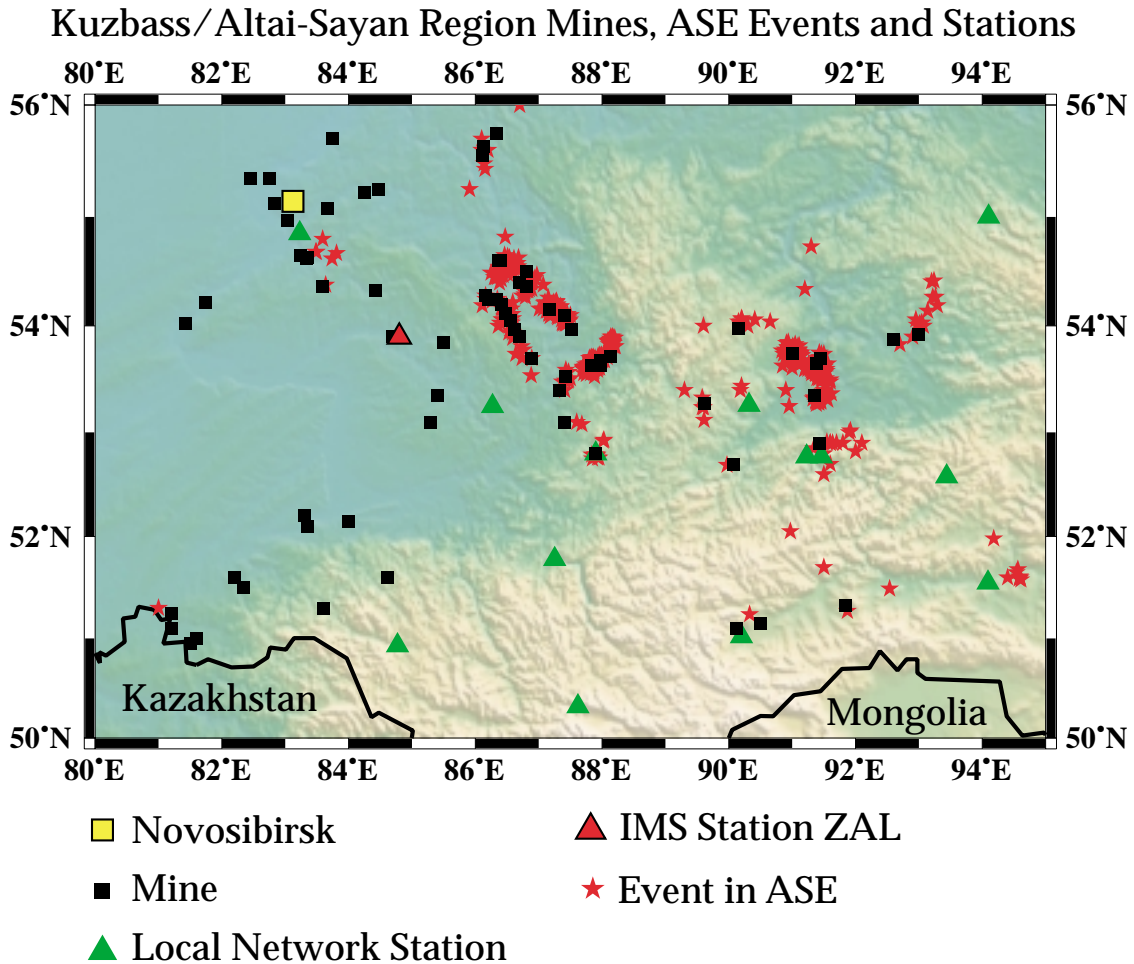 Kuzbass/Altai-Sayan Region Mines, ASE Events and Stations
80˚E 82˚E 84˚E 86˚E 88˚E 90˚E 92˚E 94˚E
56˚N 56˚N
54˚N 54˚N
52˚N 52˚N
Kazakhstan
Mongolia
50˚N 50˚N
80˚E 82˚E 84˚E 86˚E 88˚E 90˚E 92˚E 94˚E
Novosibirsk
IMS Station ZAL
Mine
Event in ASE
Local Network Station